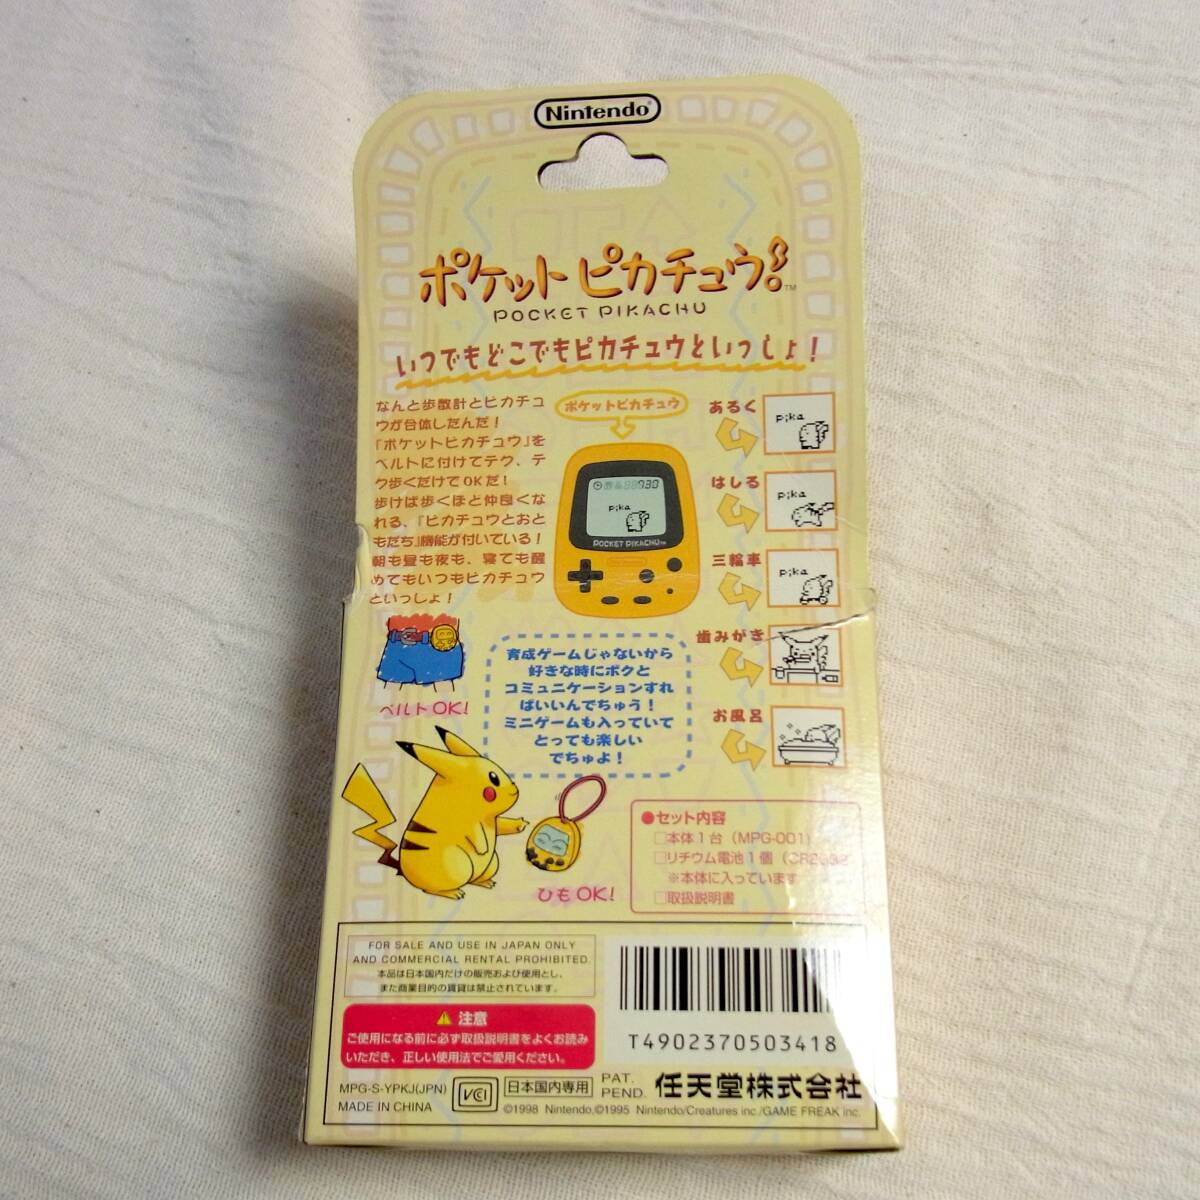 Nintendo®
ポケットピカチュウ! ™
POCKET PIKACHU
いつでもどこでもピカチュウといっしょ!
なんと歩数計とピカチュ
ウが合体したんだ!
『ポケットピカチュウ』を
ベルトに付けてテク、テ
ク歩くだけでOKだ!
歩けば歩くほど仲良くな
れる、『ピカチュウとおと
もだち』機能が付いている!
朝も昼も夜も、寝ても醒
めてもいつもピカチュウ
といっしょ!
ポケットピカチュウ
pika
POCKET PIKACHU™
あるく
pika
はしる
pika
三輪車
pika
歯みがき
お風呂
ベルトOK!
育成ゲームじゃないから
好きな時にボクと
コミュニケーションすれ
ばいいんでちゅう!
ミニゲームも入っていて
とっても楽しい
でちゅよ!
ひもOK!
●セット内容
□本体1台(MPG-001)
□リチウム電池1個(CR2032
※本体に入っています
□取扱説明書
FOR SALE AND USE IN JAPAN ONLY
AND COMMERCIAL RENTAL PROHIBITED.
本品は日本国内だけの販売および使用とし、
また商業目的の賃貸は禁止されています。
⚠注意
ご使用になる前に必ず取扱説明書をよくお読み
いただき、正しい使用法でご愛用ください。
T4902370503418
MPG-S-YPKJ(JPN)
MADE IN CHINA
VCI
日本国内専用
PAT.
PEND.
任天堂株式会社
©1998 Nintendo,©1995 Nintendo/Creatures inc./GAME FREAK inc.